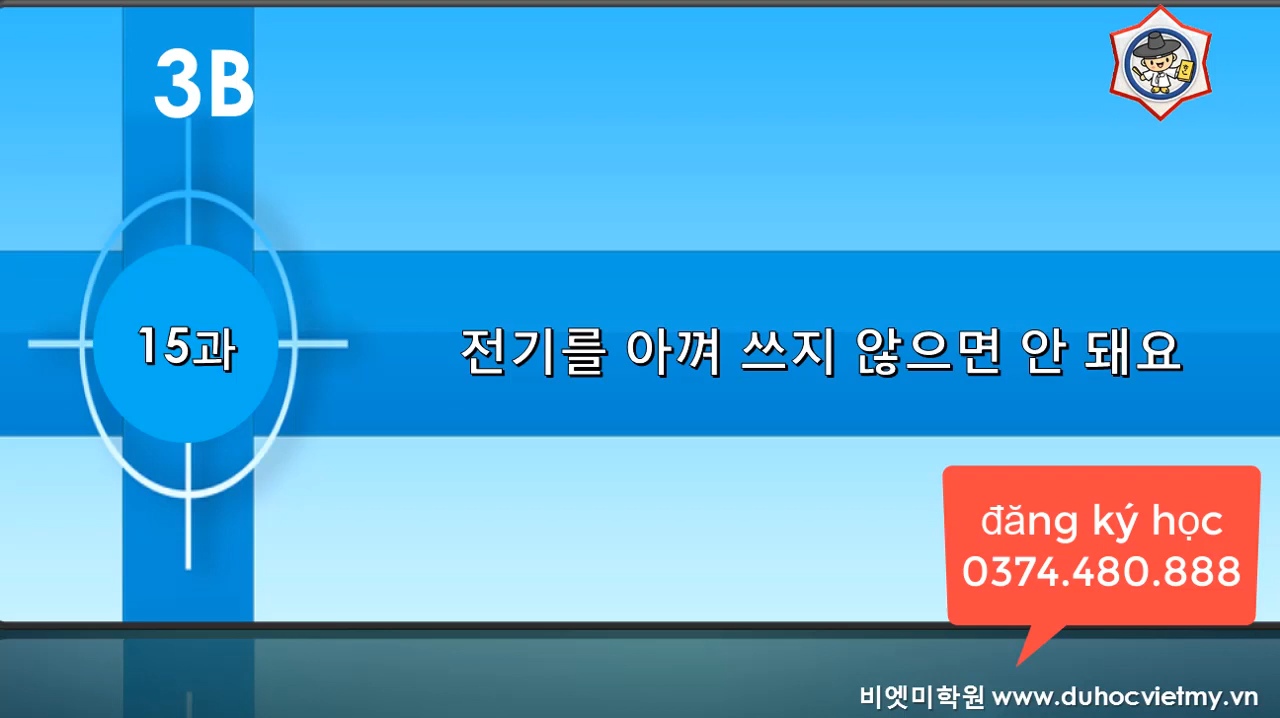 3B
15과
전기를 아껴 쓰지 않으면 안 돼요
đăng ký học
0374.480.888
비엣미학원 www.duhocvietmy.vn